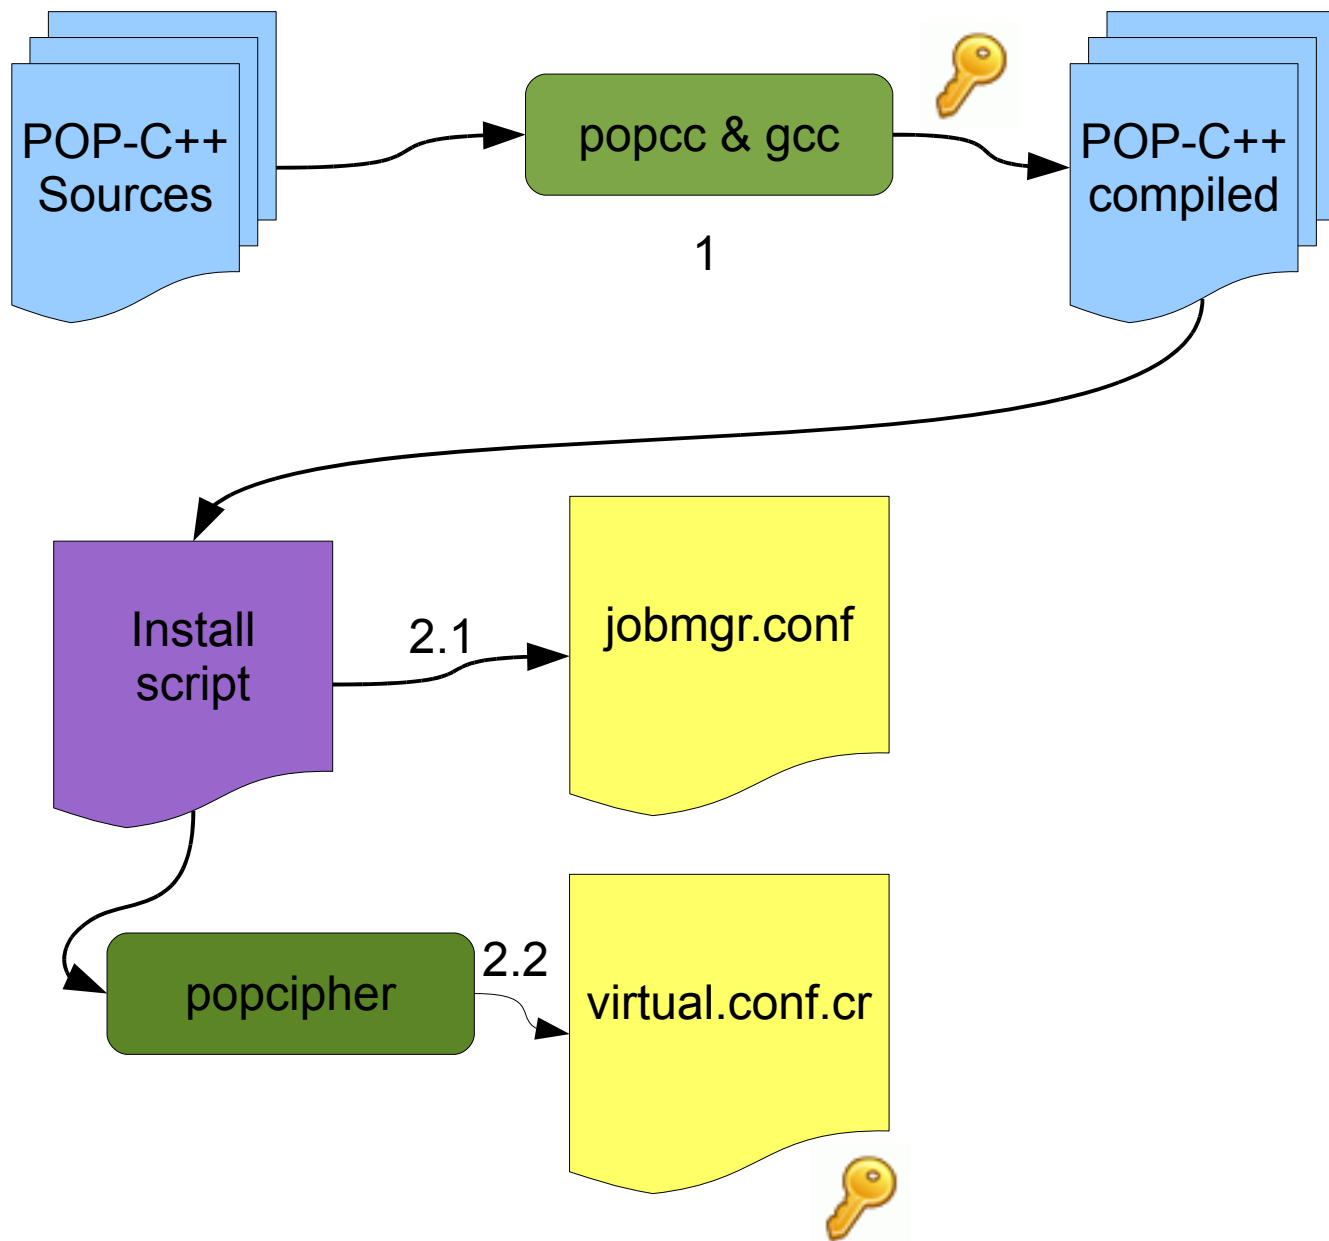 POP-C++
Sources
popcc & gcc
POP-C++
compiled
1
Install
script
2.1
jobmgr.conf
popcipher
2.2
virtual.conf.cr